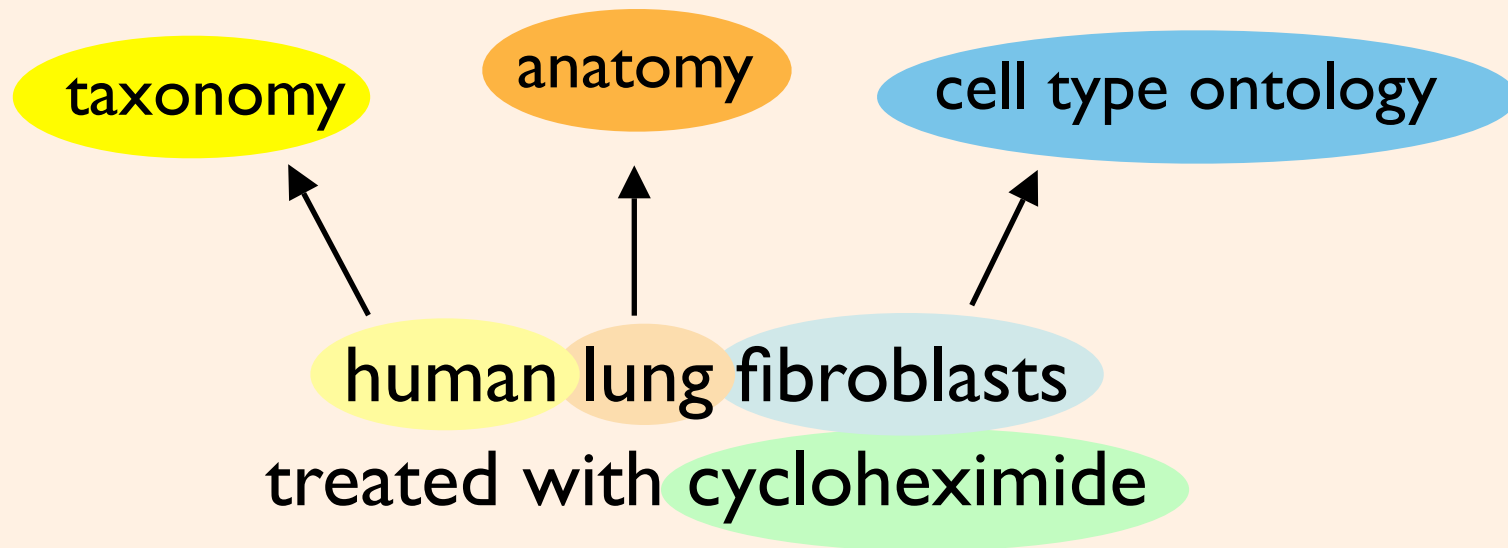 taxonomy
anatomy
cell type ontology
human lung fibroblasts
treated with cycloheximide